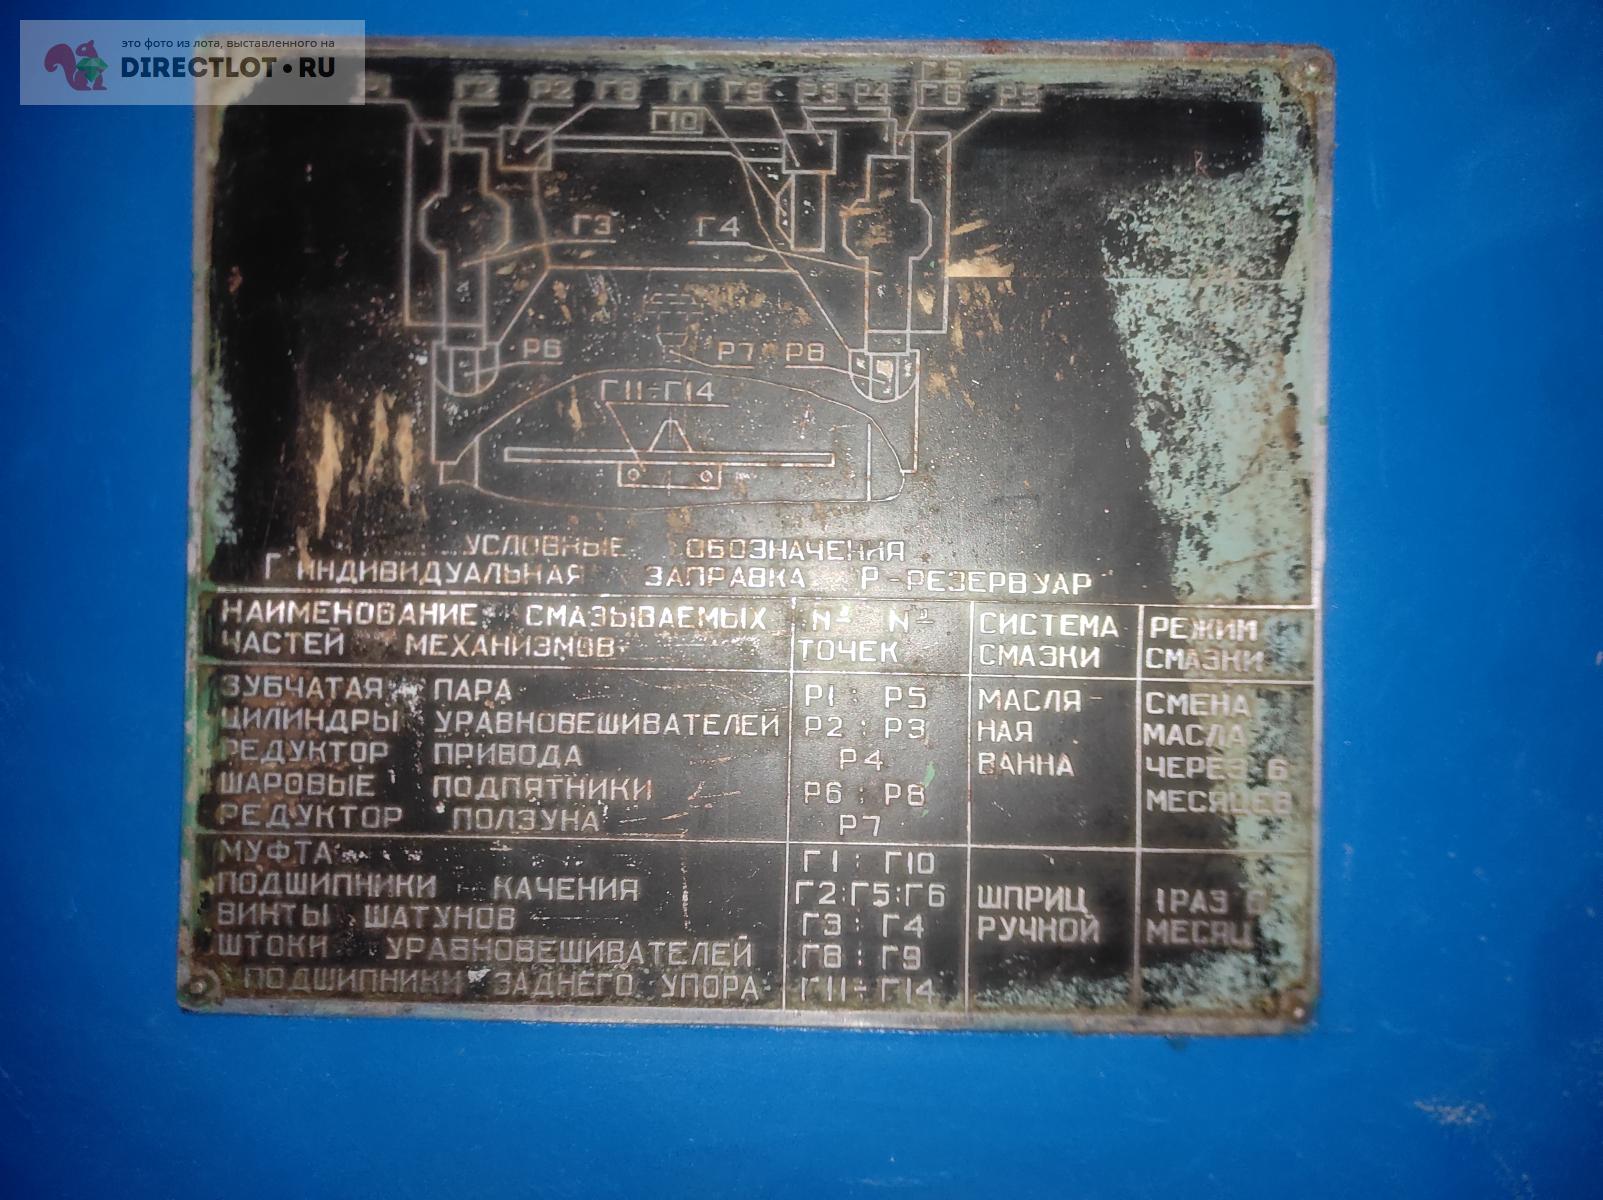 это фото из лота, выставленного на
DIRECTLOT.RU
Г2 Р2 Г8 Г1 Г9 Р3 Р4 Г6 Р5
Г5
Г10
Г3 Г4
Р6 Р7 Р8
Г11-Г14
УСЛОВНЫЕ ОБОЗНАЧЕНИЯ
Г ИНДИВИДУАЛЬНАЯ ЗАПРАВКА Р-РЕЗЕРВУАР
НАИМЕНОВАНИЕ СМАЗЫВАЕМЫХ № № СИСТЕМА РЕЖИМ
ЧАСТЕЙ МЕХАНИЗМОВ ТОЧЕК СМАЗКИ СМАЗКИ
ЗУБЧАТАЯ ПАРА Р1 : Р5 МАСЛЯ- СМЕНА
ЦИЛИНДРЫ УРАВНОВЕШИВАТЕЛЕЙ Р2 : Р3 НАЯ МАСЛА
РЕДУКТОР ПРИВОДА Р4 ВАННА ЧЕРЕЗ 6
ШАРОВЫЕ ПОДПЯТНИКИ Р6 : Р8 МЕСЯЦЕВ
РЕДУКТОР ПОЛЗУНА Р7
МУФТА Г1 : Г10
ПОДШИПНИКИ КАЧЕНИЯ Г2:Г5:Г6 ШПРИЦ 1 РАЗ
ВИНТЫ ШАТУНОВ Г3 : Г4 РУЧНОЙ МЕСЯЦ
ШТОКИ УРАВНОВЕШИВАТЕЛЕЙ Г8 : Г9
ПОДШИПНИКИ ЗАДНЕГО УПОРА Г11-Г14